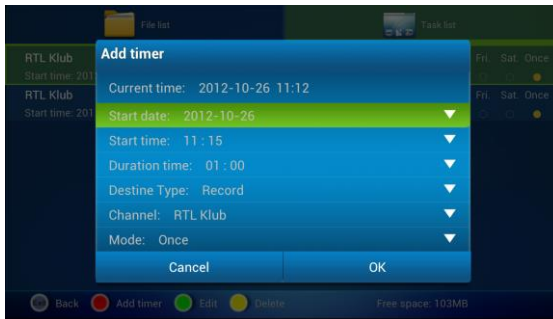 File list
Task list
RTL Klub
Fri. Sat. Once
Start time: 201
RTL Klub
Fri. Sat. Once
Start time: 201
Add timer
Current time: 2012-10-26 11:12
Start date: 2012-10-26
Start time: 11 : 15
Duration time: 01 : 00
Destine Type: Record
Channel: RTL Klub
Mode: Once
Cancel
OK
Back
Add timer
Edit
Delete
Free space: 103MB